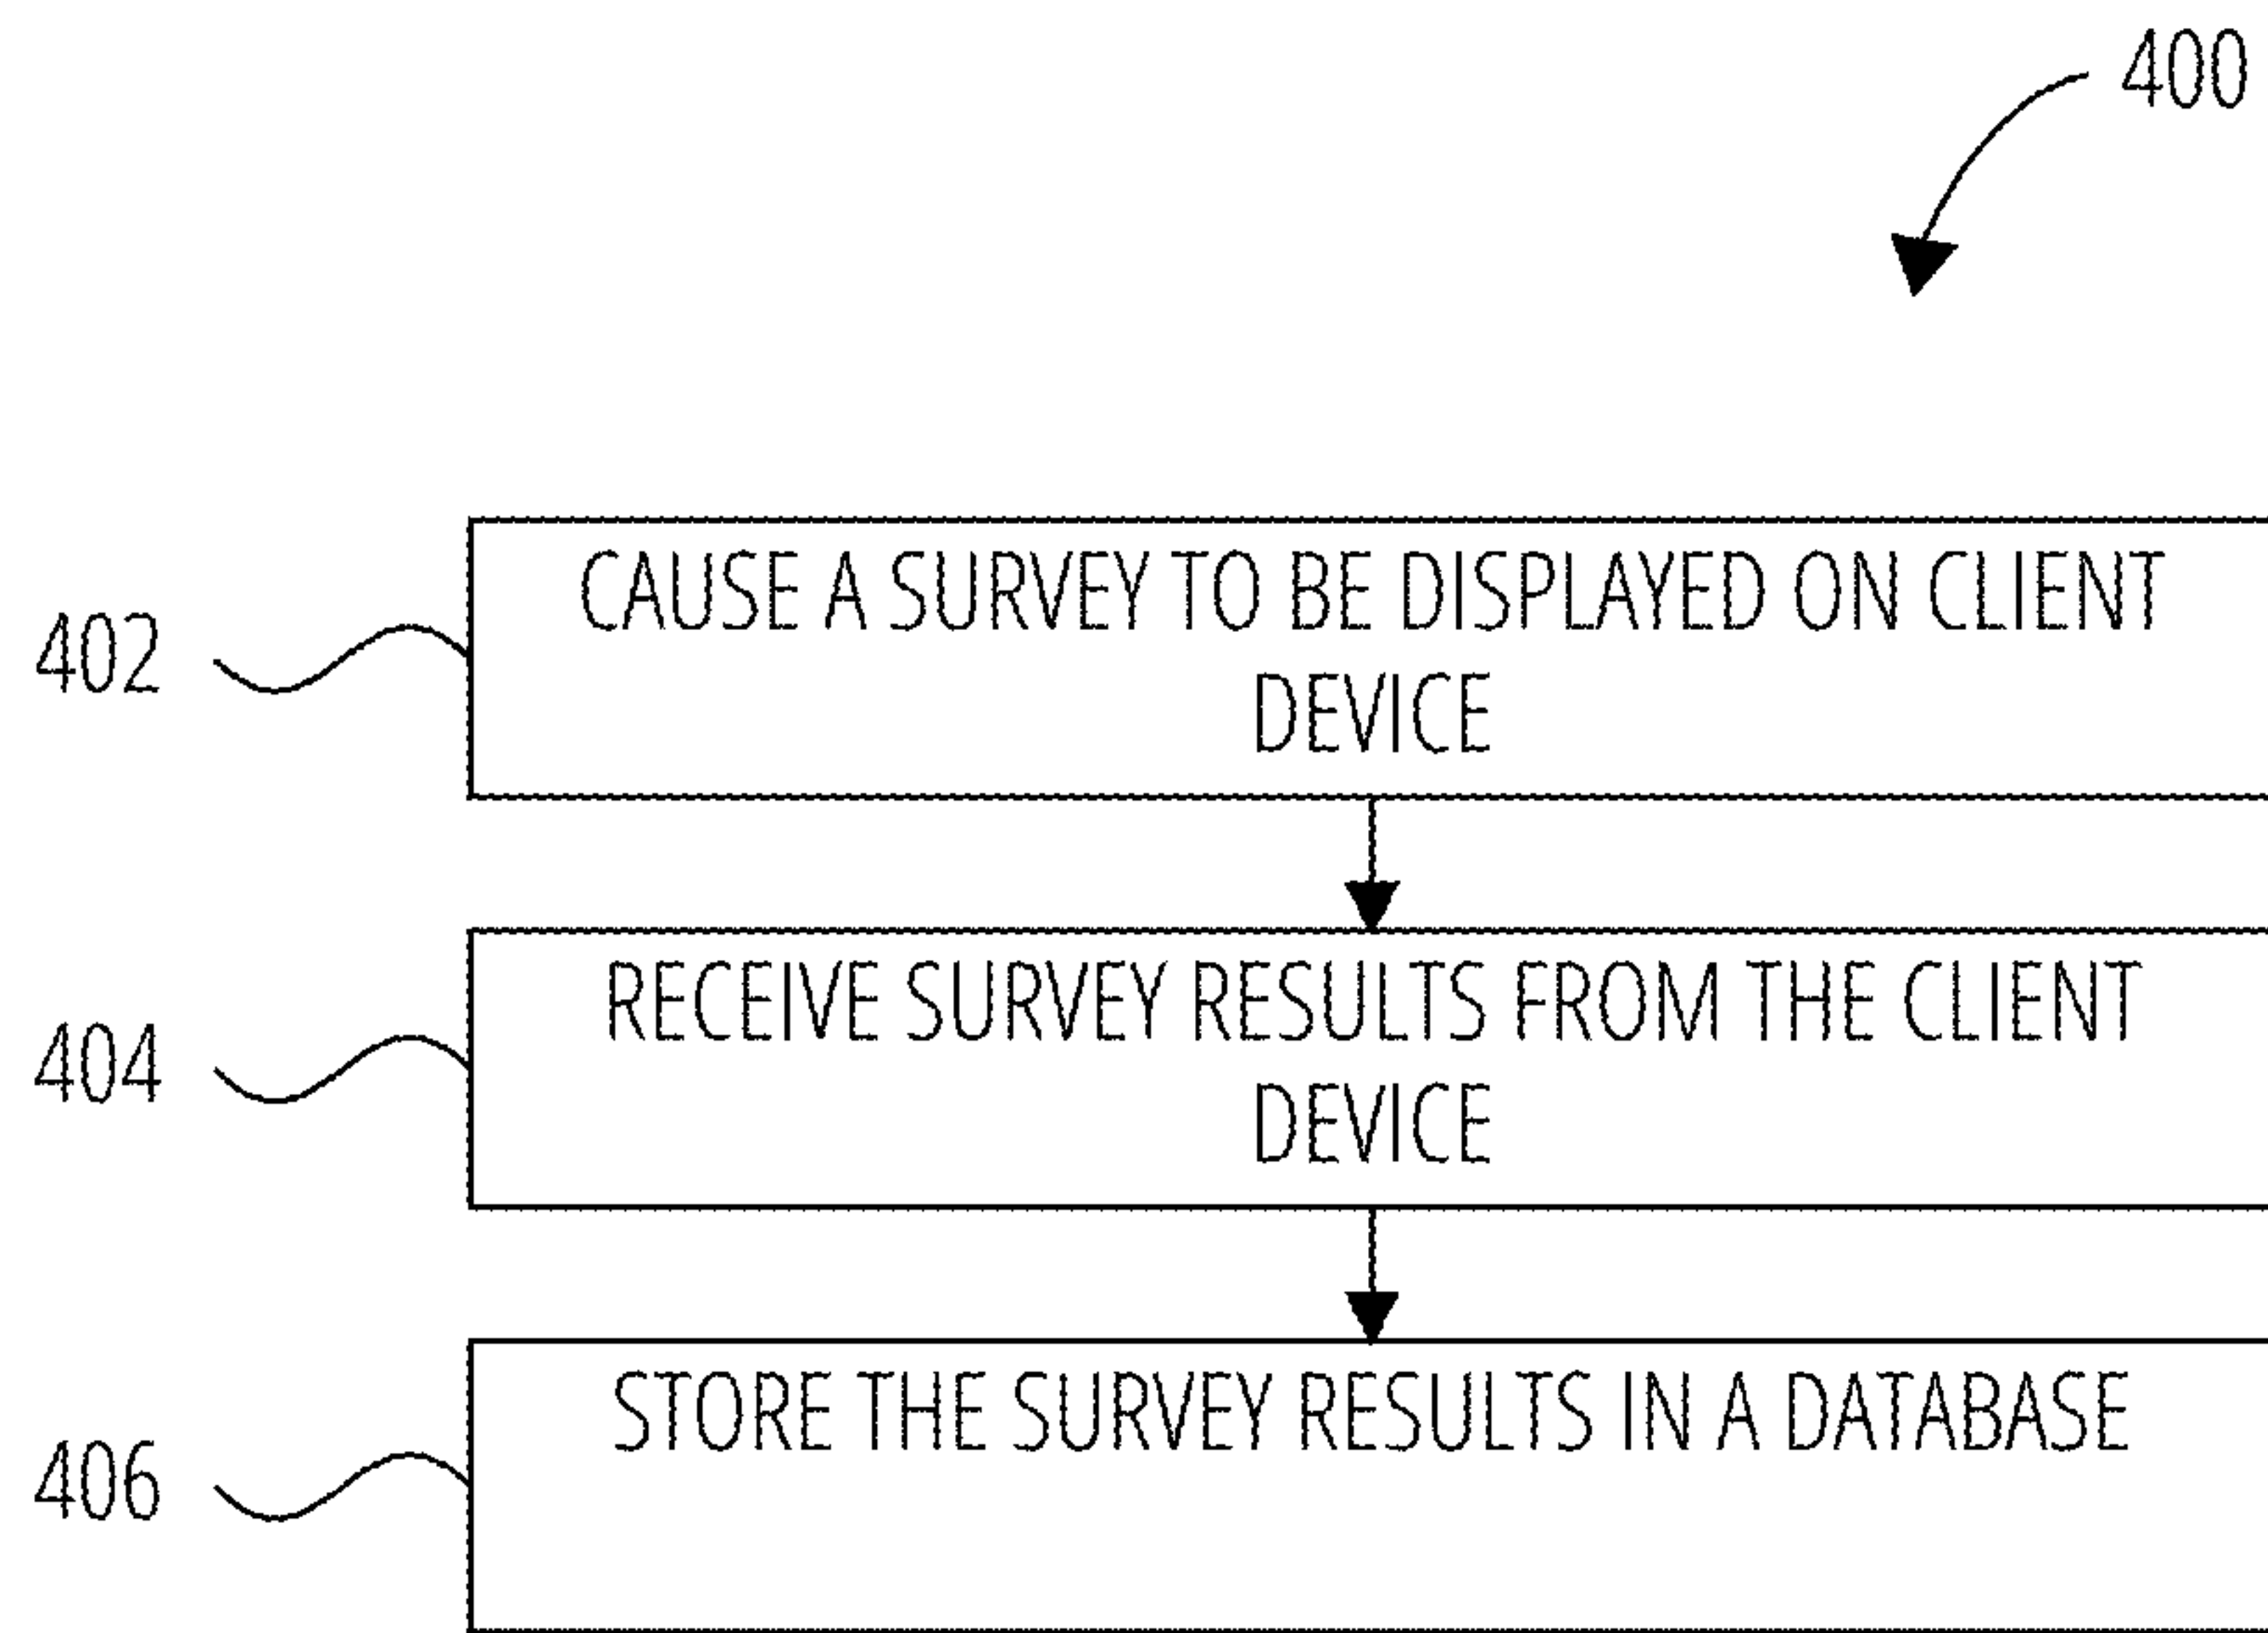 400
402
CAUSE A SURVEY TO BE DISPLAYED ON CLIENT
DEVICE
404
RECEIVE SURVEY RESULTS FROM THE CLIENT
DEVICE
406
STORE THE SURVEY RESULTS IN A DATABASE